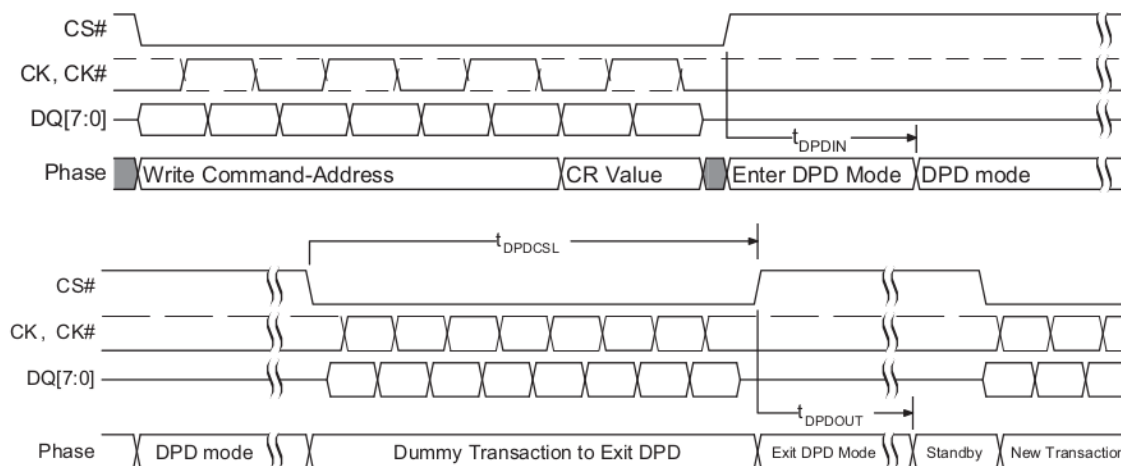 CS#
CK, CK#
DQ[7:0]
tDPDIN
Phase Write Command-Address CR Value Enter DPD Mode DPD mode
tDPDCSL
CS#
CK, CK#
DQ[7:0]
tDPDOUT
Phase DPD mode Dummy Transaction to Exit DPD Exit DPD Mode Standby New Transaction